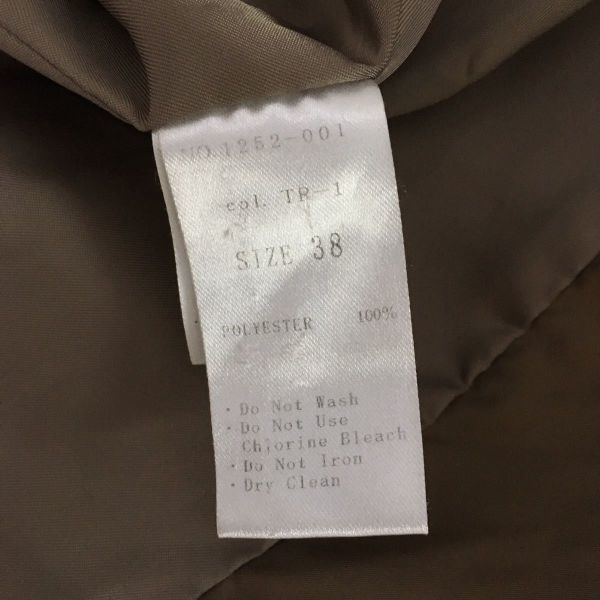 NO.1252-001
col. TR-1
SIZE 38
POLYESTER 100%
・Do Not Wash
・Do Not Use
Chlorine Bleach
・Do Not Iron
・Dry Clean